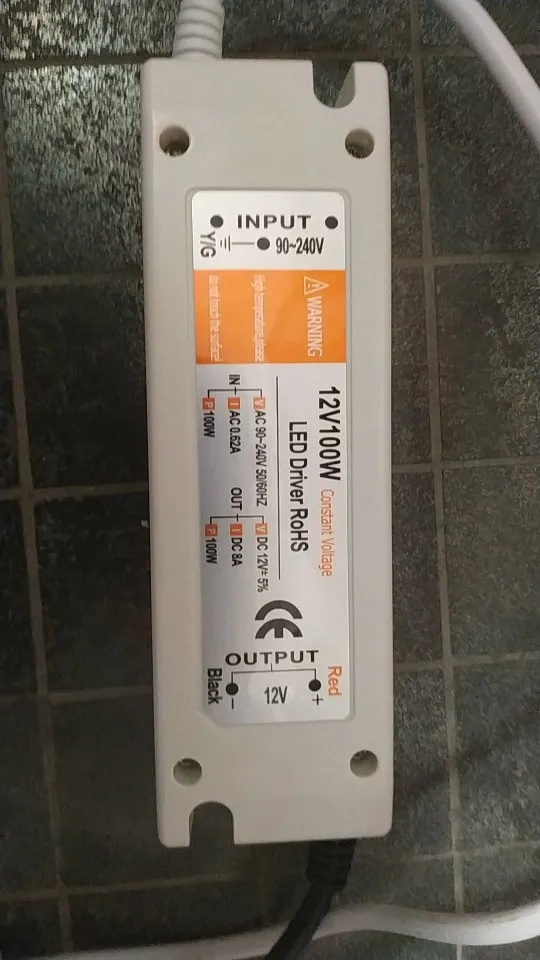 INPUT
90~240V
Y/G
WARNING
High temperature,please
do not touch the surface!
12V100W Constant Voltage
LED Driver RoHS
IN
V AC 90~240V 50/60HZ
I AC 0.62A
P 100W
OUT
V DC 12V± 5%
I DC 8A
P 100W
CE
OUTPUT
Red
+
12V
-
Black